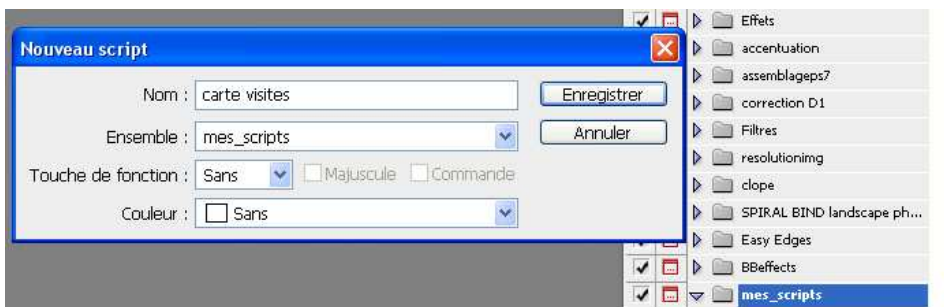 Effets
Nouveau script
accentuation
assemblageps7
Nom : carte visites Enregistrer
correction D1
Ensemble : mes_scripts Annuler
Filtres
resolutionimg
Touche de fonction : Sans Majuscule Commande
clope
Couleur : Sans
SPIRAL BIND landscape ph...
Easy Edges
BBeffects
mes_scripts